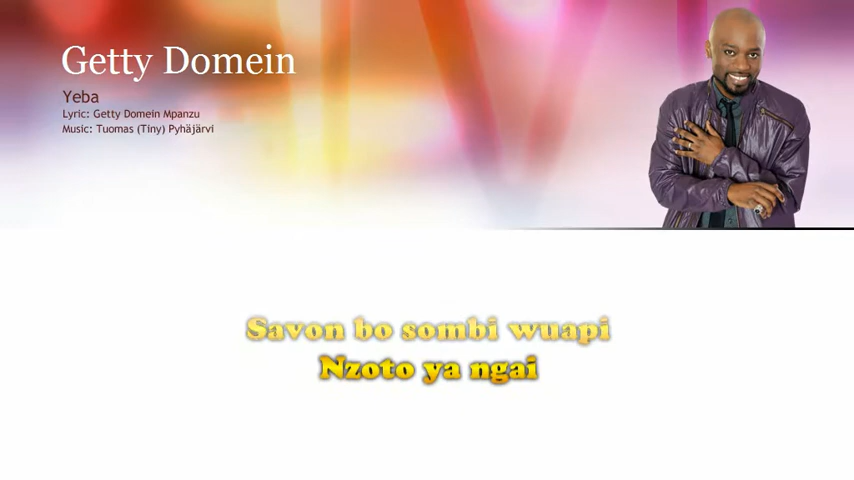 Getty Domein
Yeba
Lyric: Getty Domein Mpanzu
Music: Tuomas (Tiny) Pyhäjärvi
Savon bo sombi wuapi
Nzoto ya ngai